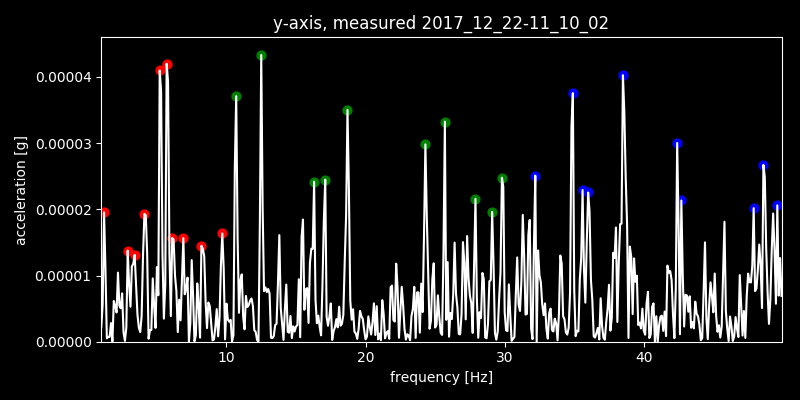 y-axis, measured 2017_12_22-11_10_02
acceleration [g]
0.00004
0.00003
0.00002
0.00001
0.00000
10 20 30 40
frequency [Hz]